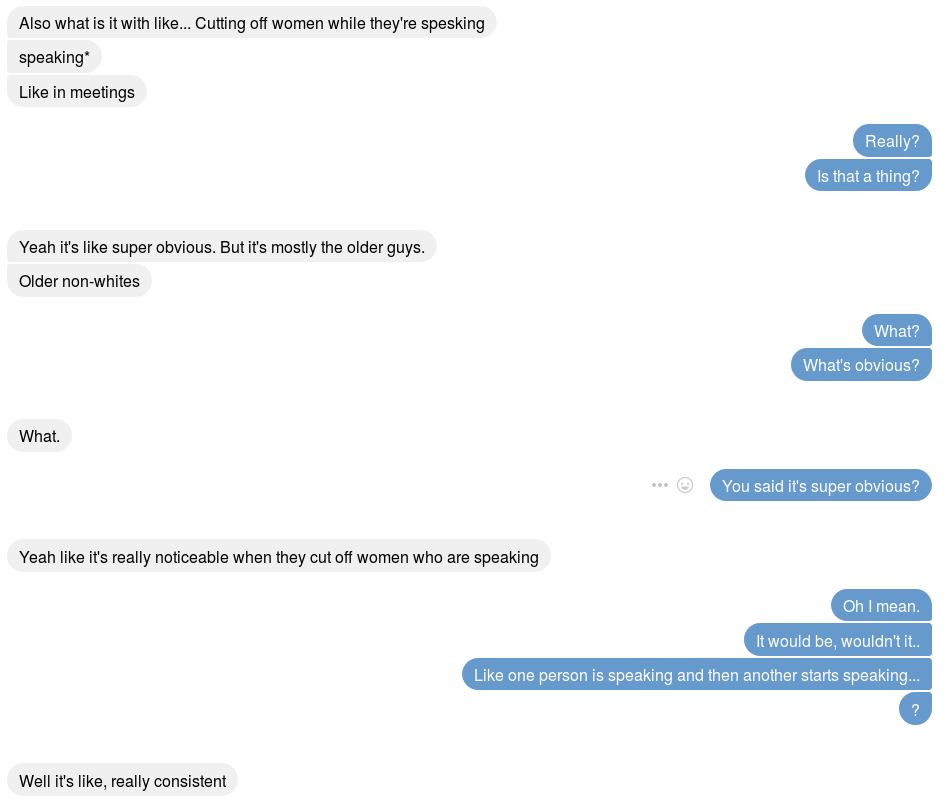 Also what is it with like... Cutting off women while they're spesking
speaking*
Like in meetings
Really?
Is that a thing?
Yeah it's like super obvious. But it's mostly the older guys.
Older non-whites
What?
What's obvious?
What.
You said it's super obvious?
Yeah like it's really noticeable when they cut off women who are speaking
Oh I mean.
It would be, wouldn't it..
Like one person is speaking and then another starts speaking...
?
Well it's like, really consistent